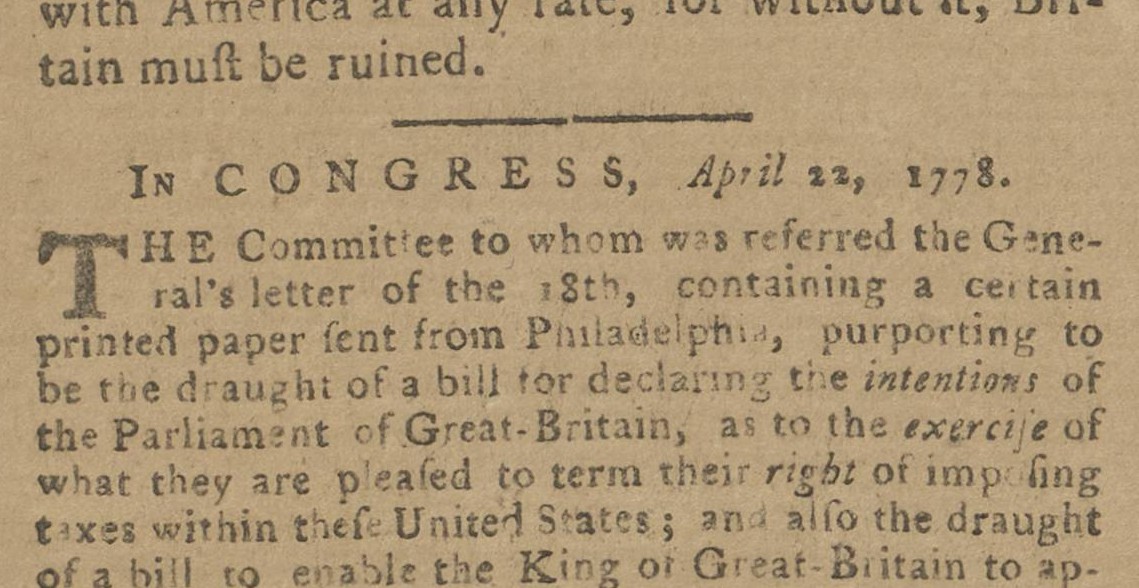 with America at any rate, for without it, Bri-
tain muſt be ruined.
In CONGRESS, April 22, 1778.
THE Committee to whom was referred the Gene-
ral's letter of the 18th, containing a certain
printed paper ſent from Philadelphia, purporting to
be the draught of a bill for declaring the intentions of
the Parliament of Great-Britain, as to the exerciſe of
what they are pleaſed to term their right of impoſing
taxes within theſe United States; and alſo the draught
of a bill to enable the King of Great-Britain to ap-